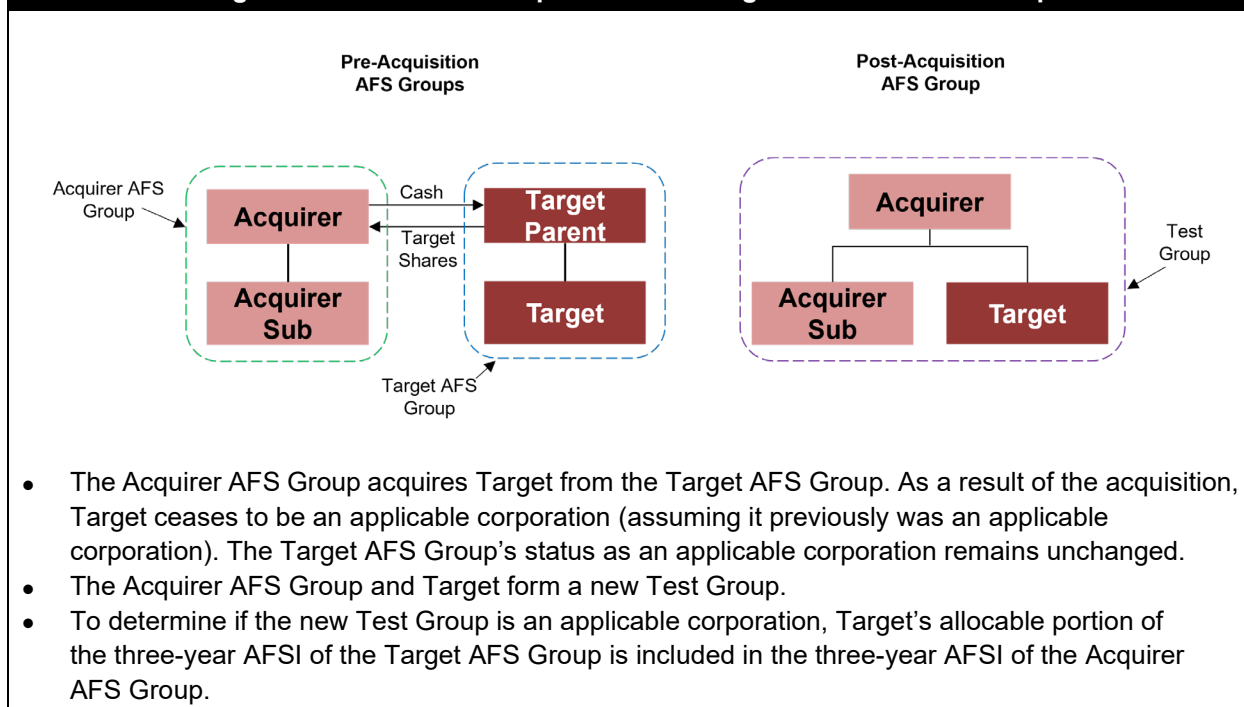 Pre-Acquisition
AFS Groups
Post-Acquisition
AFS Group
Acquirer AFS
Group
Acquirer
Cash
Target
Shares
Target
Parent
Acquirer
Sub
Target
Target AFS
Group
Acquirer
Test
Group
Acquirer
Sub
Target
• The Acquirer AFS Group acquires Target from the Target AFS Group. As a result of the acquisition,
Target ceases to be an applicable corporation (assuming it previously was an applicable
corporation). The Target AFS Group’s status as an applicable corporation remains unchanged.
• The Acquirer AFS Group and Target form a new Test Group.
• To determine if the new Test Group is an applicable corporation, Target’s allocable portion of
the three-year AFSI of the Target AFS Group is included in the three-year AFSI of the Acquirer
AFS Group.